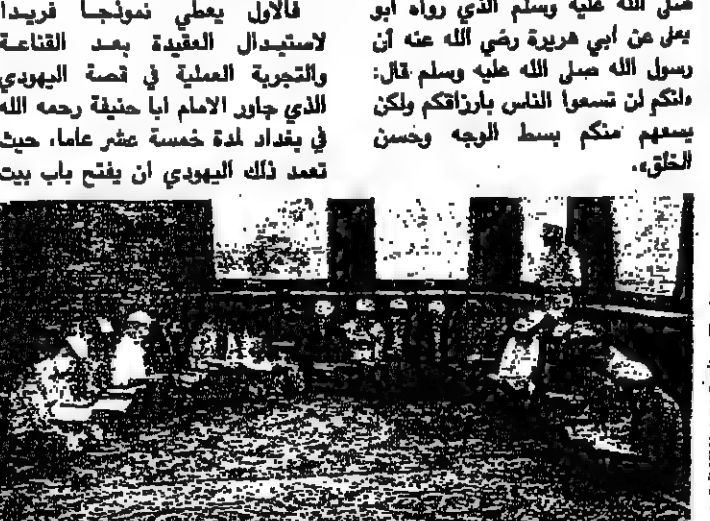 صلى الله عليه وسلم الذي رواه ابو
يعلى عن ابي هريرة رضي الله عنه أن
رسول الله صلى الله عليه وسلم قال:
«انكم لن تسعوا الناس بارزاقكم ولكن
يسعهم منكم بسط الوجه وحسن
الخلق».
فالاول يعطي نموذجا فريدا
لاستبدال العقيدة بعد القناعة
والتجربة العملية في قصة اليهودي
الذي جاور الامام ابا حنيفة رحمه الله
في بغداد لمدة خمسة عشر عاما، حيث
تعمد ذلك اليهودي ان يفتح باب بيت